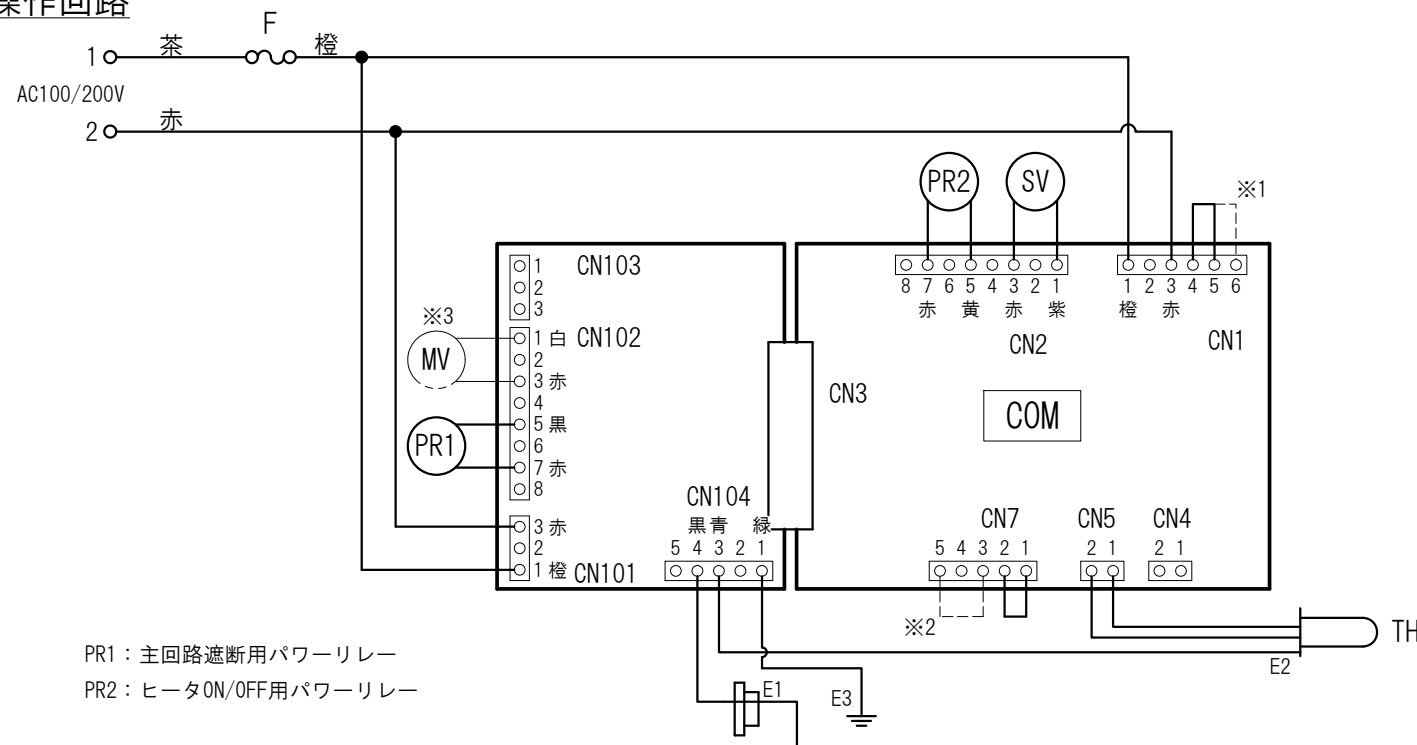 操作回路
F
1 茶 橙
AC100/200V
2 赤
PR2 SV ※1
CN103
1
2
3
8 7 6 5 4 3 2 1
赤 黄 赤 紫
CN2
1 2 3 4 5 6
橙 赤
CN1
※3
MV
CN102
1 白
2
3 赤
4
5 黒
6
7 赤
8
PR1
CN3
COM
3 赤
2
1 橙
CN101
CN104
黒 青 緑
5 4 3 2 1
CN7
5 4 3 2 1
CN5
2 1
CN4
2 1
※2
TH
E2
E1
E3
PR1：主回路遮断用パワーリレー
PR2：ヒータON/OFF用パワーリレー